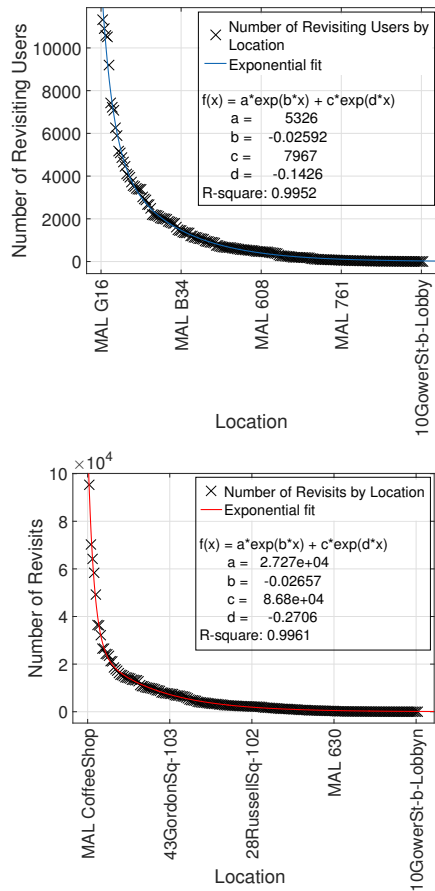 Number of Revisiting Users
10000
8000
6000
4000
2000
0
Number of Revisiting Users by
Location
Exponential fit
f(x) = a*exp(b*x) + c*exp(d*x)
a = 5326
b = -0.02592
c = 7967
d = -0.1426
R-square: 0.9952
MAL G16
MAL B34
MAL 608
MAL 761
10GowerSt-b-Lobby
Location
× 10^4
Number of Revisits
10
8
6
4
2
0
Number of Revisits by Location
Exponential fit
f(x) = a*exp(b*x) + c*exp(d*x)
a = 2.727e+04
b = -0.02657
c = 8.68e+04
d = -0.2706
R-square: 0.9961
MAL CoffeeShop
43GordonSq-103
28RussellSq-102
MAL 630
10GowerSt-b-Lobbyn
Location